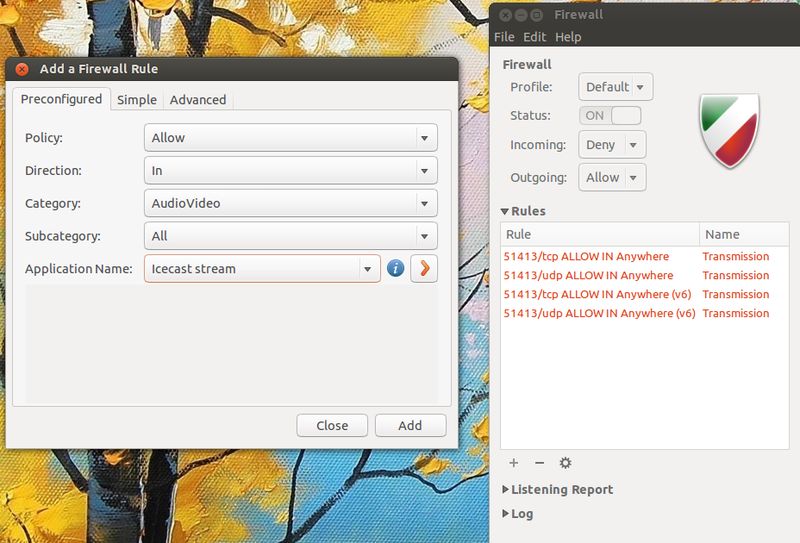 Add a Firewall Rule
Preconfigured Simple Advanced
Policy: Allow
Direction: In
Category: AudioVideo
Subcategory: All
Application Name: Icecast stream
Close Add
Firewall
File Edit Help
Firewall
Profile: Default
Status: ON
Incoming: Deny
Outgoing: Allow
Rules
Rule Name
51413/tcp ALLOW IN Anywhere Transmission
51413/udp ALLOW IN Anywhere Transmission
51413/tcp ALLOW IN Anywhere (v6) Transmission
51413/udp ALLOW IN Anywhere (v6) Transmission
Listening Report
Log